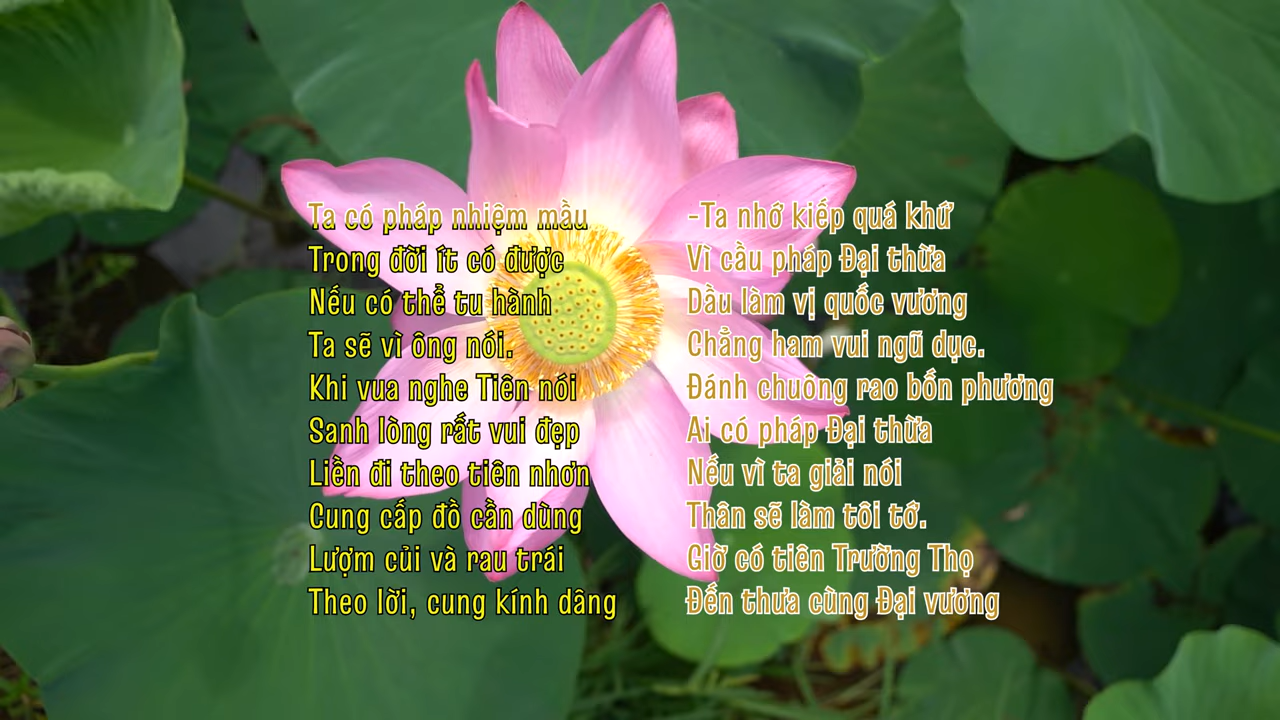 Ta có pháp nhiệm mầu
Trong đời ít có được
Nếu có thể tu hành
Ta sẽ vì ông nói.
Khi vua nghe Tiên nói
Sanh lòng rất vui đẹp
Liền đi theo tiên nhơn
Cung cấp đồ cần dùng
Lượm củi và rau trái
Theo lời, cung kính dâng
-Ta nhớ kiếp quá khứ
Vì cầu pháp Đại thừa
Dầu làm vị quốc vương
Chẳng ham vui ngũ dục.
Đánh chuông rao bốn phương
Ai có pháp Đại thừa
Nếu vì ta giải nói
Thân sẽ làm tôi tớ.
Giờ có tiên Trường Thọ
Đến thưa cùng Đại vương